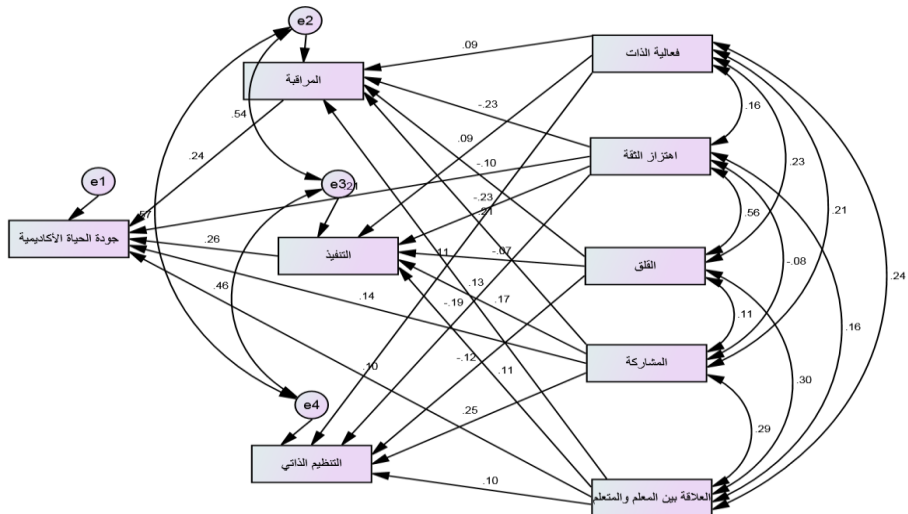 e2
فعالية الذات
.09
المراقبة
.16
-.23
.54
.09
اهتزاز الثقة
.24
-.10
.23
e1
e3
.21
-.23
.21
.56
.21
.57
جودة الحياة الأكاديمية
.26
التنفيذ
.11
-.07
القلق
-.08
.24
.46
.14
.13
-.19
.17
.11
.16
المشاركة
-.12
.10
.11
.30
e4
.25
.29
التنظيم الذاتي
.10
العلاقة بين المعلم والمتعلم